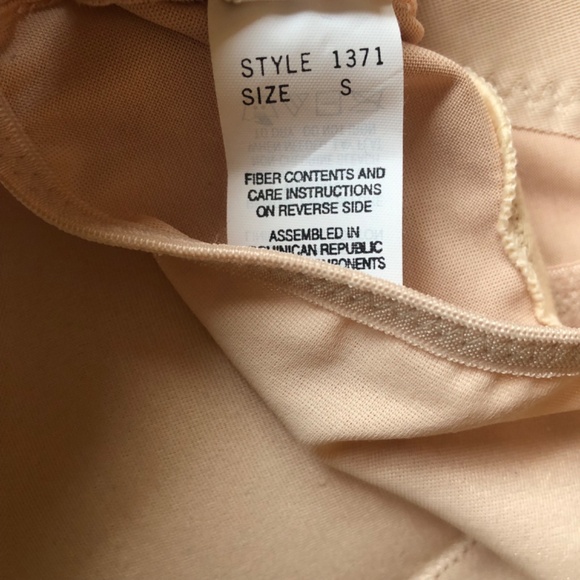 STYLE 1371
SIZE S
FIBER CONTENTS AND
CARE INSTRUCTIONS
ON REVERSE SIDE
ASSEMBLED IN
REPUBLIC